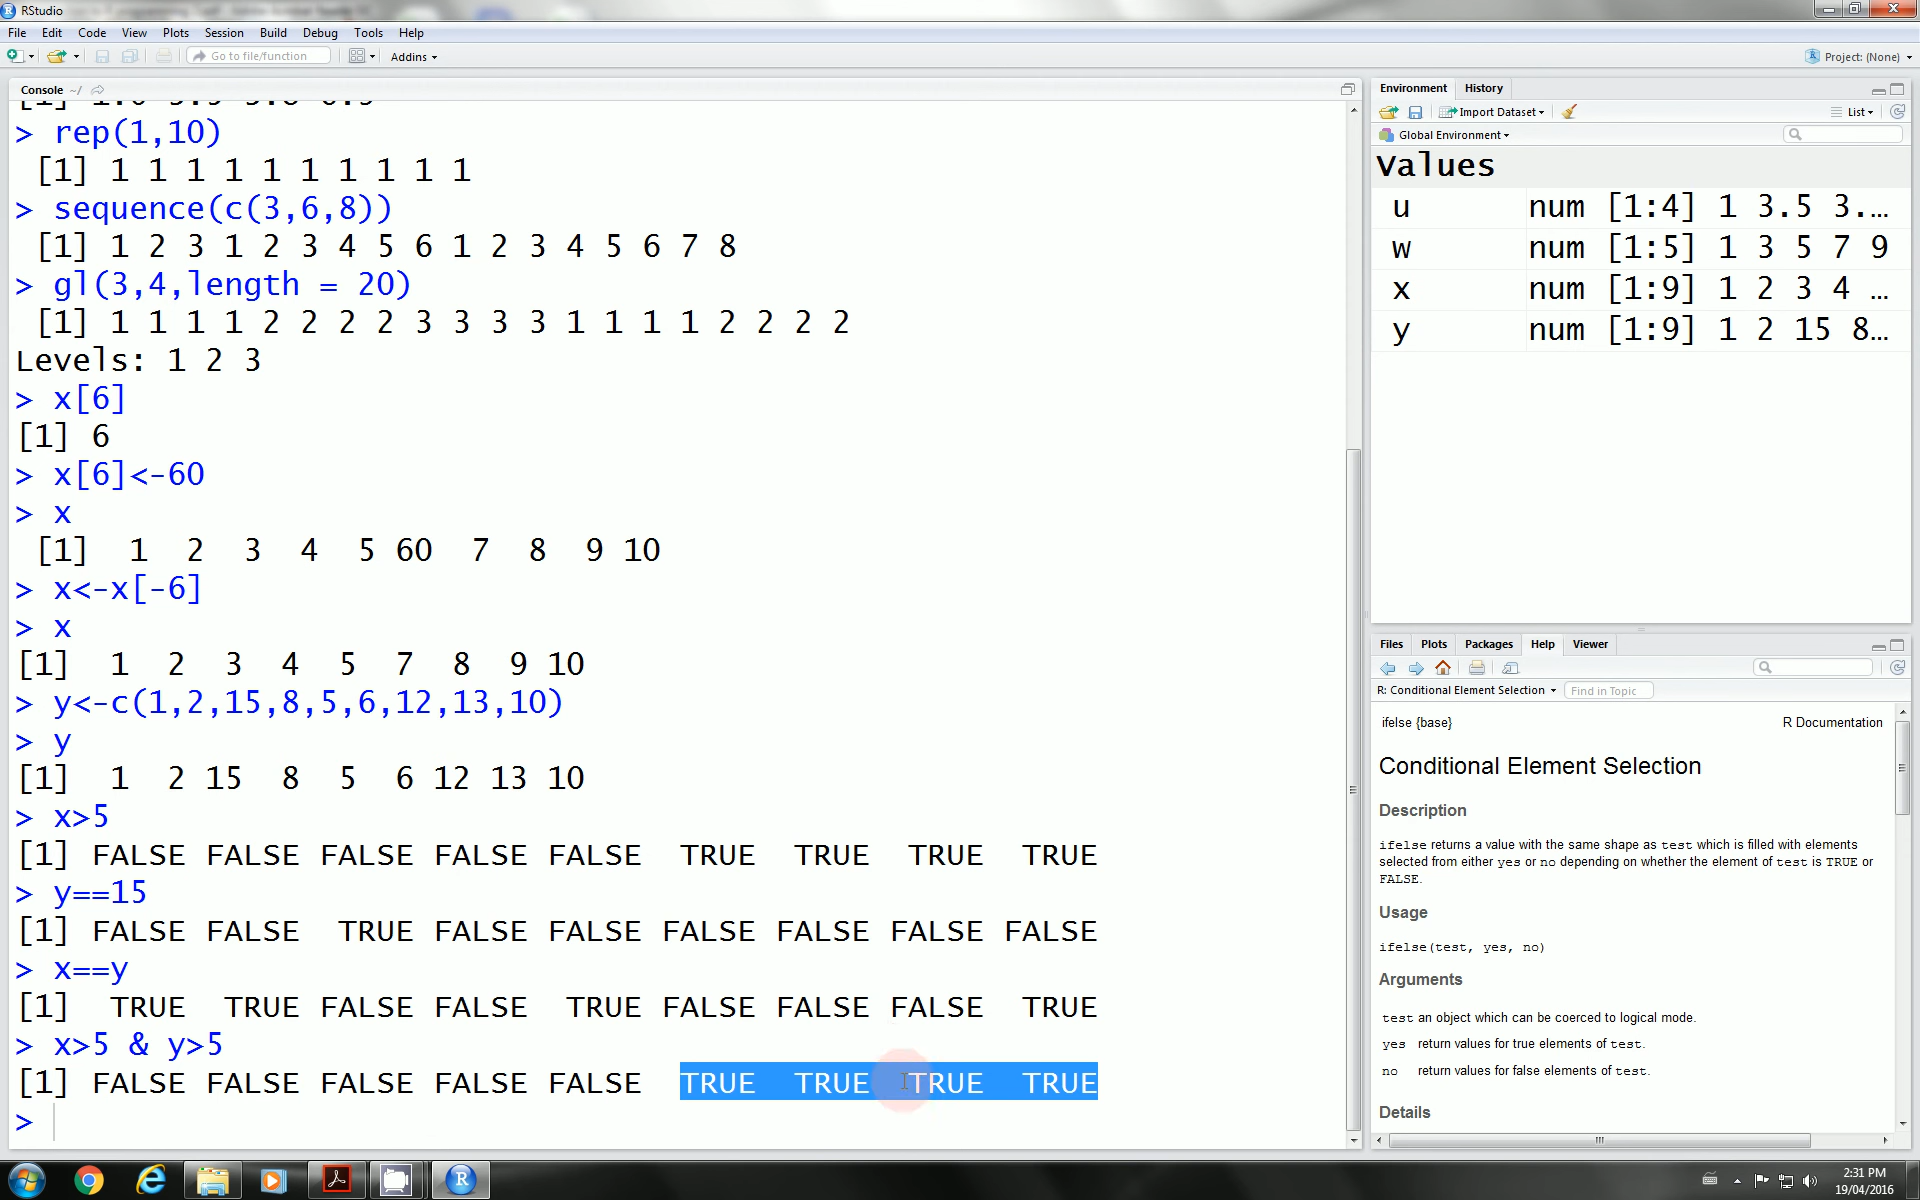 RStudio
File Edit Code View Plots Session Build Debug Tools Help
Go to file/function Addins Project: (None)
Console ~/
> rep(1,10)
[1] 1 1 1 1 1 1 1 1 1 1
> sequence(c(3,6,8))
[1] 1 2 3 1 2 3 4 5 6 1 2 3 4 5 6 7 8
> gl(3,4,length = 20)
[1] 1 1 1 1 2 2 2 2 3 3 3 3 1 1 1 1 2 2 2 2
Levels: 1 2 3
> x[6]
[1] 6
> x[6]<-60
> x
[1] 1 2 3 4 5 60 7 8 9 10
> x<-x[-6]
> x
[1] 1 2 3 4 5 7 8 9 10
> y<-c(1,2,15,8,5,6,12,13,10)
> y
[1] 1 2 15 8 5 6 12 13 10
> x>5
[1] FALSE FALSE FALSE FALSE FALSE TRUE TRUE TRUE TRUE
> y==15
[1] FALSE FALSE TRUE FALSE FALSE FALSE FALSE FALSE FALSE
> x==y
[1] TRUE TRUE FALSE FALSE TRUE FALSE FALSE FALSE TRUE
> x>5 & y>5
[1] FALSE FALSE FALSE FALSE FALSE TRUE TRUE TRUE TRUE
>
Environment History
Import Dataset List
Global Environment
Values
u num [1:4] 1 3.5 3.…
w num [1:5] 1 3 5 7 9
x num [1:9] 1 2 3 4 …
y num [1:9] 1 2 15 8…
Files Plots Packages Help Viewer
R: Conditional Element Selection Find in Topic
ifelse {base} R Documentation
Conditional Element Selection
Description
ifelse returns a value with the same shape as test which is filled with elements
selected from either yes or no depending on whether the element of test is TRUE or
FALSE.
Usage
ifelse(test, yes, no)
Arguments
test an object which can be coerced to logical mode.
yes return values for true elements of test.
no return values for false elements of test.
Details
2:31 PM
19/04/2016